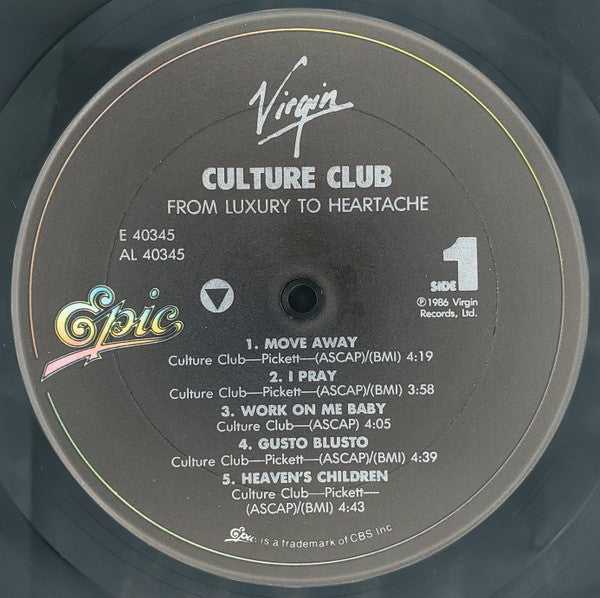 Virgin
CULTURE CLUB
FROM LUXURY TO HEARTACHE
E 40345
AL 40345
SIDE 1
℗1986 Virgin
Records, Ltd.
Epic
1. MOVE AWAY
Culture Club—Pickett—(ASCAP)/(BMI) 4:19
2. I PRAY
Culture Club—Pickett—(ASCAP)/(BMI) 3:58
3. WORK ON ME BABY
Culture Club—(ASCAP) 4:05
4. GUSTO BLUSTO
Culture Club—Pickett—(ASCAP)/(BMI) 4:39
5. HEAVEN'S CHILDREN
Culture Club—Pickett—
(ASCAP)/(BMI) 4:43
Epic is a trademark of CBS Inc